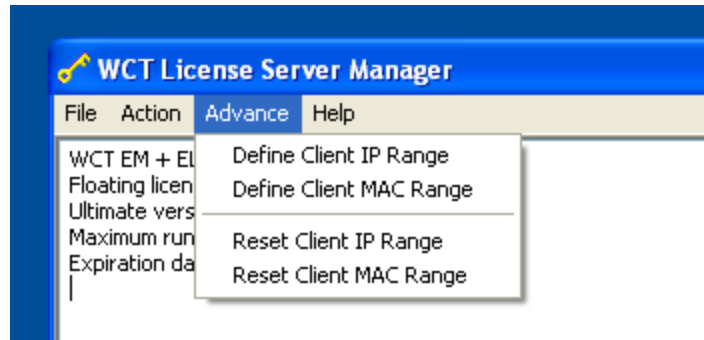 WCT License Server Manager
File Action Advance Help
WCT EM + EL
Floating licen
Ultimate vers
Maximum run
Expiration da
Define Client IP Range
Define Client MAC Range
Reset Client IP Range
Reset Client MAC Range